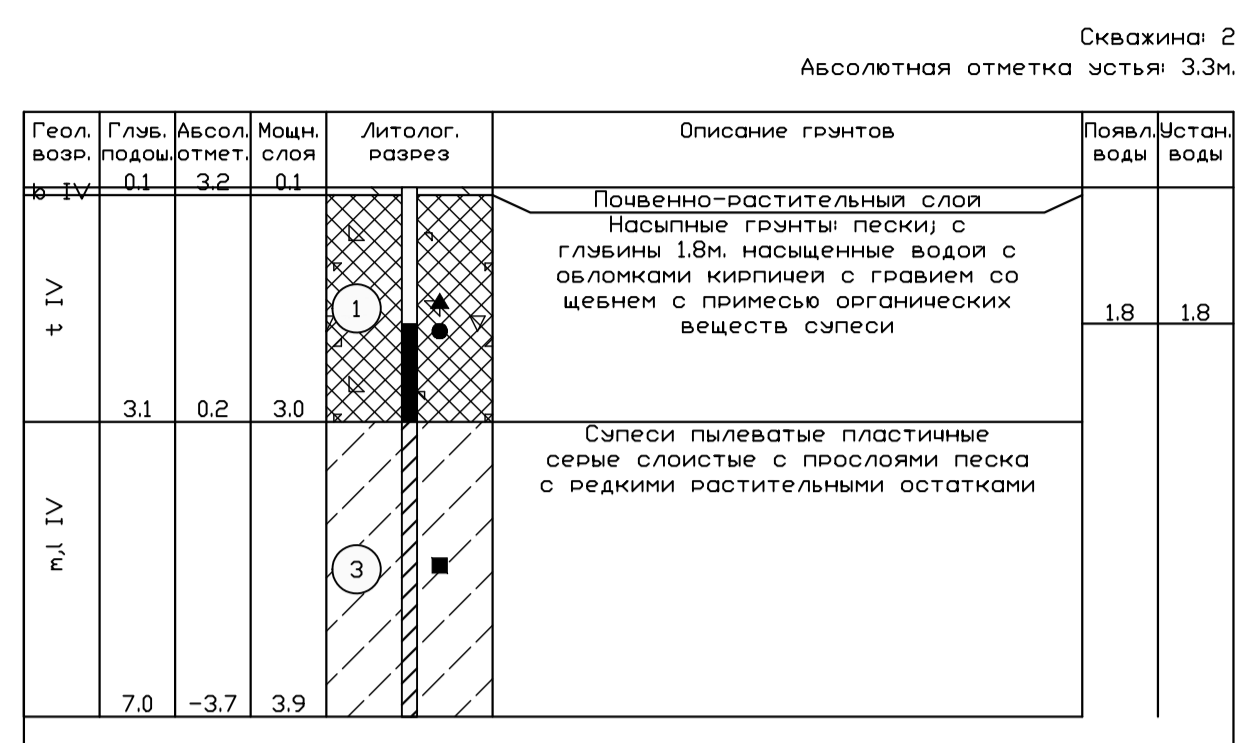 Скважина: 2
Абсолютная отметка устья: 3.3м.
Геол. возр. Глуб. подош. Абсол. отмет. Мощн. слоя Литолог. разрез Описание грунтов Появл. воды Устан. воды
b IV 0.1 3.2 0.1
Почвенно-растительный слой
Насыпные грунты: пески; с
глубины 1.8м. насыщенные водой с
обломками кирпичей с гравием со
щебнем с примесью органических
веществ супеси
t IV
1
1.8 1.8
3.1 0.2 3.0
Супеси пылеватые пластичные
серые слоистые с прослоями песка
с редкими растительными остатками
m,l IV
3
7.0 -3.7 3.9